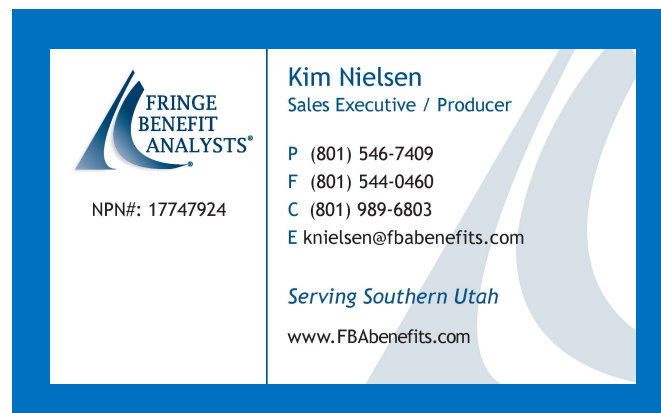 FRINGE
BENEFIT
ANALYSTS®
®
NPN#: 17747924
Kim Nielsen
Sales Executive / Producer
P (801) 546-7409
F (801) 544-0460
C (801) 989-6803
E knielsen@fbabenefits.com
Serving Southern Utah
www.FBAbenefits.com